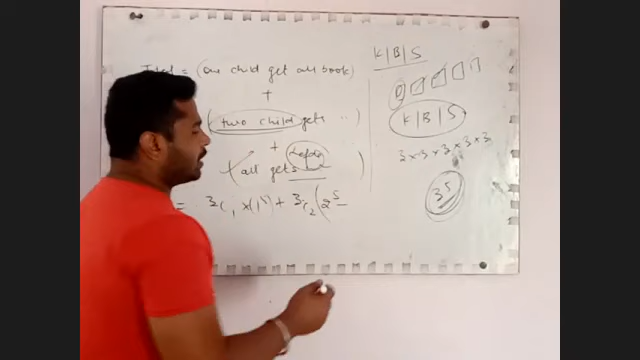 = (one child get all book)
+
(two child gets ..)
+
(all gets )
= 3C₁ x(1⁵) + 3C₂ (2⁵ –
K|B|S
K|B|S
3 x 3 x 3 x 3 x 3
3⁵